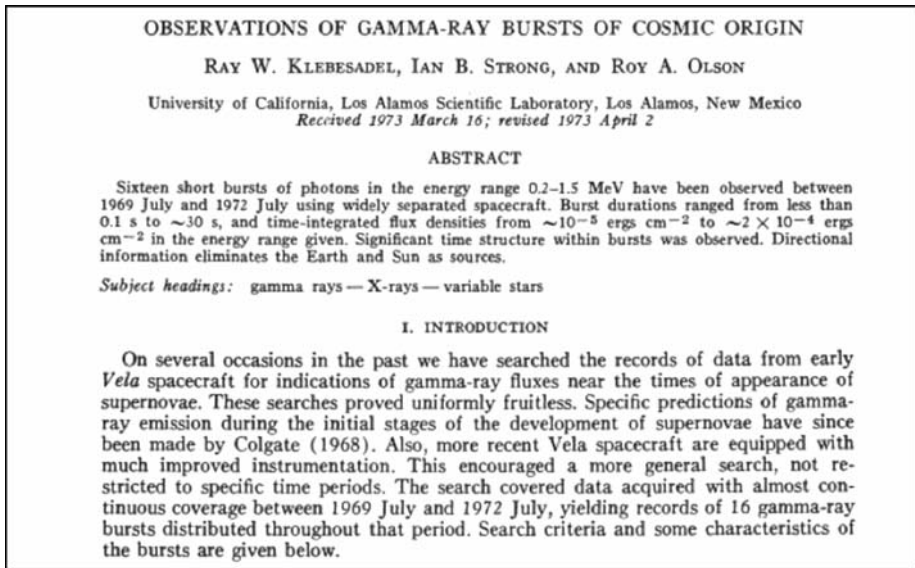 OBSERVATIONS OF GAMMA-RAY BURSTS OF COSMIC ORIGIN
RAY W. KLEBESADEL, IAN B. STRONG, AND ROY A. OLSON
University of California, Los Alamos Scientific Laboratory, Los Alamos, New Mexico
Received 1973 March 16; revised 1973 April 2
ABSTRACT
Sixteen short bursts of photons in the energy range 0.2–1.5 MeV have been observed between
1969 July and 1972 July using widely separated spacecraft. Burst durations ranged from less than
0.1 s to ~30 s, and time-integrated flux densities from ~10⁻⁵ ergs cm⁻² to ~2 × 10⁻⁴ ergs
cm⁻² in the energy range given. Significant time structure within bursts was observed. Directional
information eliminates the Earth and Sun as sources.
Subject headings: gamma rays — X-rays — variable stars
I. INTRODUCTION
On several occasions in the past we have searched the records of data from early
Vela spacecraft for indications of gamma-ray fluxes near the times of appearance of
supernovae. These searches proved uniformly fruitless. Specific predictions of gamma-
ray emission during the initial stages of the development of supernovae have since
been made by Colgate (1968). Also, more recent Vela spacecraft are equipped with
much improved instrumentation. This encouraged a more general search, not re-
stricted to specific time periods. The search covered data acquired with almost con-
tinuous coverage between 1969 July and 1972 July, yielding records of 16 gamma-ray
bursts distributed throughout that period. Search criteria and some characteristics of
the bursts are given below.